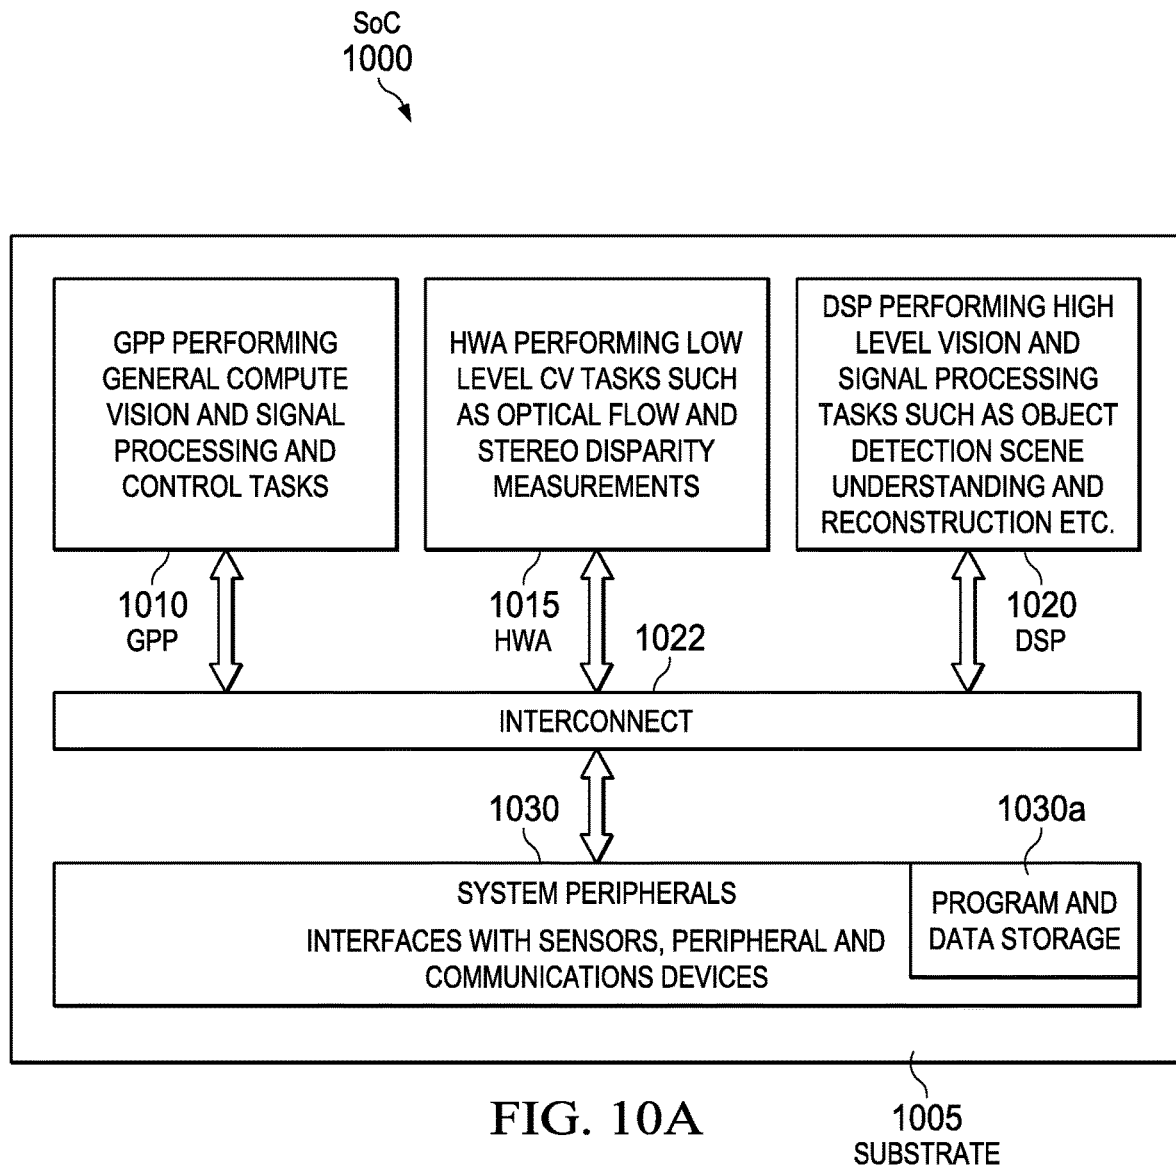 SoC
1000
GPP PERFORMING
GENERAL COMPUTE
VISION AND SIGNAL
PROCESSING AND
CONTROL TASKS
HWA PERFORMING LOW
LEVEL CV TASKS SUCH
AS OPTICAL FLOW AND
STEREO DISPARITY
MEASUREMENTS
DSP PERFORMING HIGH
LEVEL VISION AND
SIGNAL PROCESSING
TASKS SUCH AS OBJECT
DETECTION SCENE
UNDERSTANDING AND
RECONSTRUCTION ETC.
1010
GPP
1015
HWA
1022
1020
DSP
INTERCONNECT
1030
1030a
SYSTEM PERIPHERALS
INTERFACES WITH SENSORS, PERIPHERAL AND
COMMUNICATIONS DEVICES
PROGRAM AND
DATA STORAGE
1005
SUBSTRATE
FIG. 10A